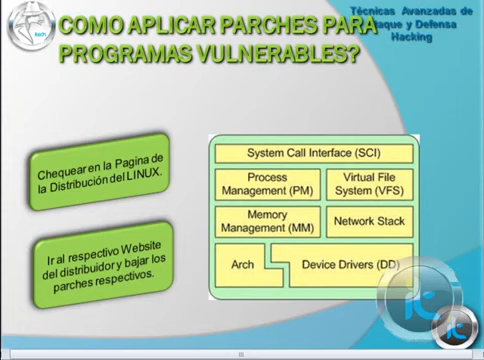 Técnicas Avanzadas de
Ataque y Defensa
Hacking
COMO APLICAR PARCHES PARA
PROGRAMAS VULNERABLES?
Chequear en la Pagina de
la Distribución del LINUX.
Ir al respectivo Website
del distribuidor y bajar los
parches respectivos.
System Call Interface (SCI)
Process
Management (PM)
Virtual File
System (VFS)
Memory
Management (MM)
Network Stack
Arch
Device Drivers (DD)